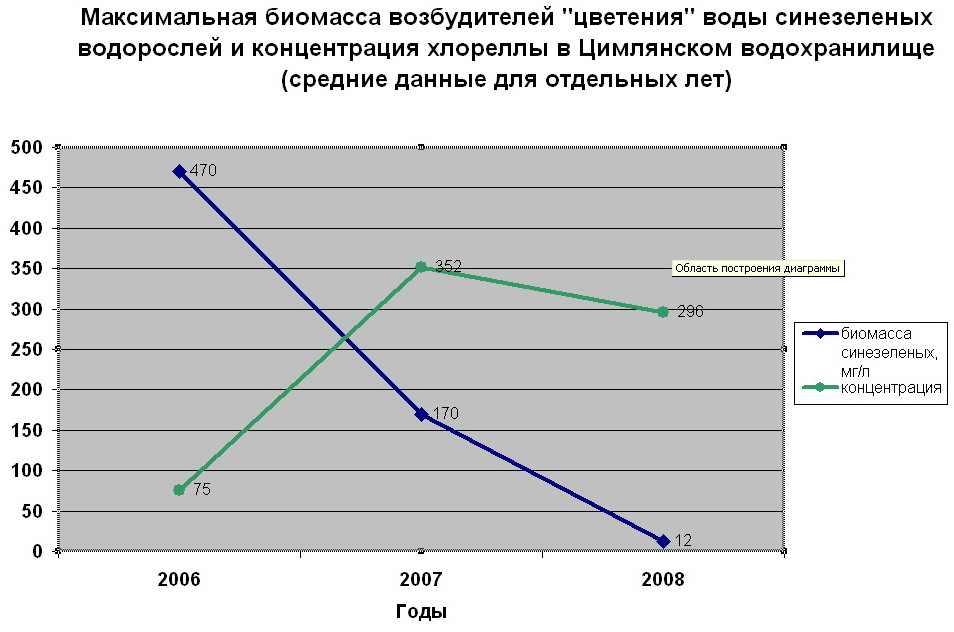 Максимальная биомасса возбудителей "цветения" воды синезеленых
водорослей и концентрация хлореллы в Цимлянском водохранилище
(средние данные для отдельных лет)
500
450
400
350
300
250
200
150
100
50
0
470
352
296
170
75
12
Область построения диаграммы
биомасса
синезеленых,
мг/л
концентрация
2006 2007 2008
Годы